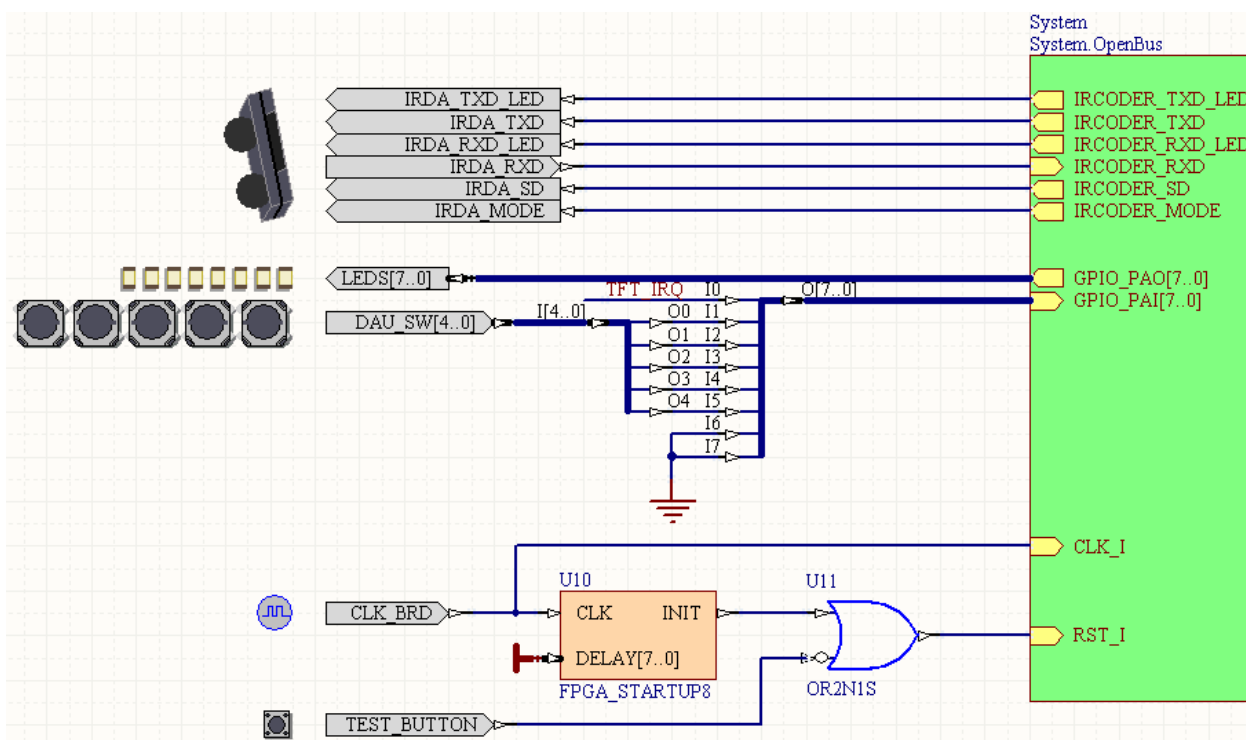 System
System.OpenBus
IRDA_TXD_LED IRCODER_TXD_LED
IRDA_TXD IRCODER_TXD
IRDA_RXD_LED IRCODER_RXD_LED
IRDA_RXD IRCODER_RXD
IRDA_SD IRCODER_SD
IRDA_MODE IRCODER_MODE
LEDS[7..0] GPIO_PAO[7..0]
TFT_IRQ I0 O[7..0] GPIO_PAI[7..0]
DAU_SW[4..0] I[4..0] O0 I1
O1 I2
O2 I3
O3 I4
O4 I5
I6
I7
CLK_I
U10 U11
CLK_BRD CLK INIT
RST_I
DELAY[7..0]
FPGA_STARTUP8 OR2N1S
TEST_BUTTON